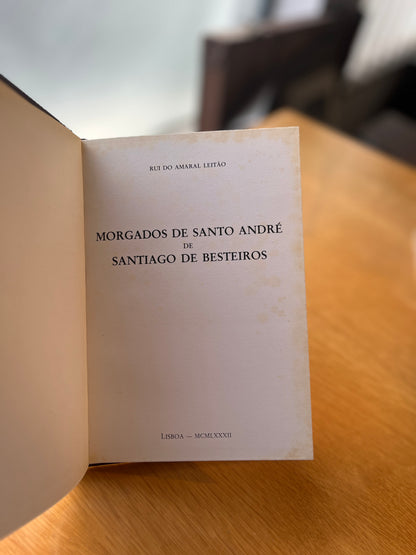 RUI DO AMARAL LEITÃO
MORGADOS DE SANTO ANDRÉ
DE
SANTIAGO DE BESTEIROS
LISBOA — MCMLXXXII